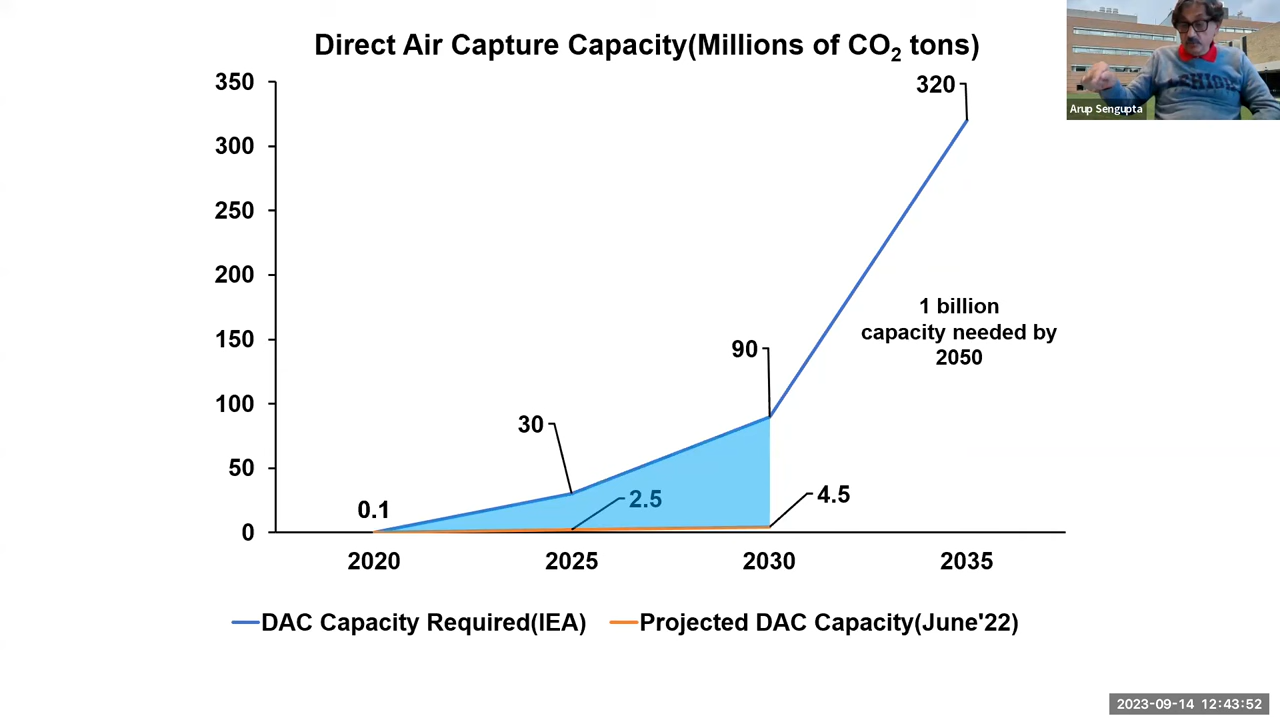 Direct Air Capture Capacity(Millions of CO₂ tons)
350
300
250
200
150
100
50
0
320
90
30
0.1
2.5
4.5
1 billion
capacity needed by
2050
2020 2025 2030 2035
DAC Capacity Required(IEA) Projected DAC Capacity(June'22)
LEHIGH
Arup Sengupta
2023-09-14 12:43:52